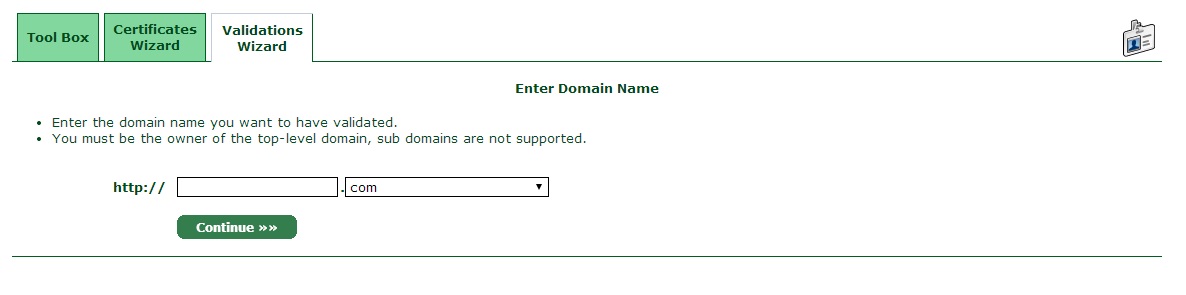 Tool Box
Certificates
Wizard
Validations
Wizard
Enter Domain Name
• Enter the domain name you want to have validated.
• You must be the owner of the top-level domain, sub domains are not supported.
http:// . com
Continue »»